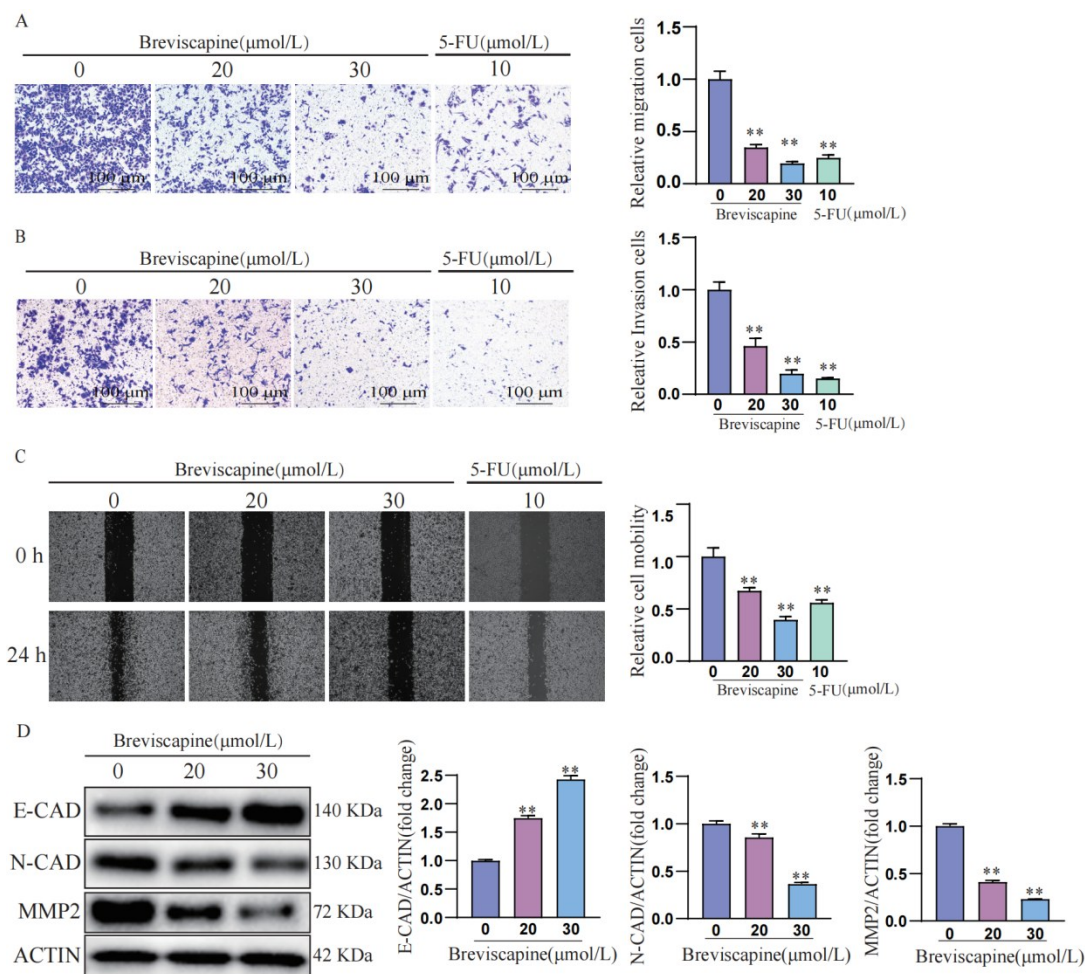 A
Breviscapine(μmol/L) 5-FU(μmol/L)
0 20 30 10
100 μm 100 μm 100 μm 100 μm
Releative migration cells
1.5
1.0
0.5
0.0
** ** **
0 20 30 10
Breviscapine 5-FU(μmol/L)
B
Breviscapine(μmol/L) 5-FU(μmol/L)
0 20 30 10
100 μm 100 μm 100 μm 100 μm
Releative Invasion cells
1.5
1.0
0.5
0.0
** ** **
0 20 30 10
Breviscapine 5-FU(μmol/L)
C
Breviscapine(μmol/L) 5-FU(μmol/L)
0 20 30 10
0 h
24 h
Releative cell mobility
1.5
1.0
0.5
0.0
** ** **
0 20 30 10
Breviscapine 5-FU(μmol/L)
D
Breviscapine(μmol/L)
0 20 30
E-CAD 140 KDa
N-CAD 130 KDa
MMP2 72 KDa
ACTIN 42 KDa
E-CAD/ACTIN(fold change)
2.5
2.0
1.5
1.0
0.5
0.0
** **
0 20 30
Breviscapine(μmol/L)
N-CAD/ACTIN(fold change)
1.5
1.0
0.5
0.0
** **
0 20 30
Breviscapine(μmol/L)
MMP2/ACTIN(fold change)
1.5
1.0
0.5
0.0
** **
0 20 30
Breviscapine(μmol/L)